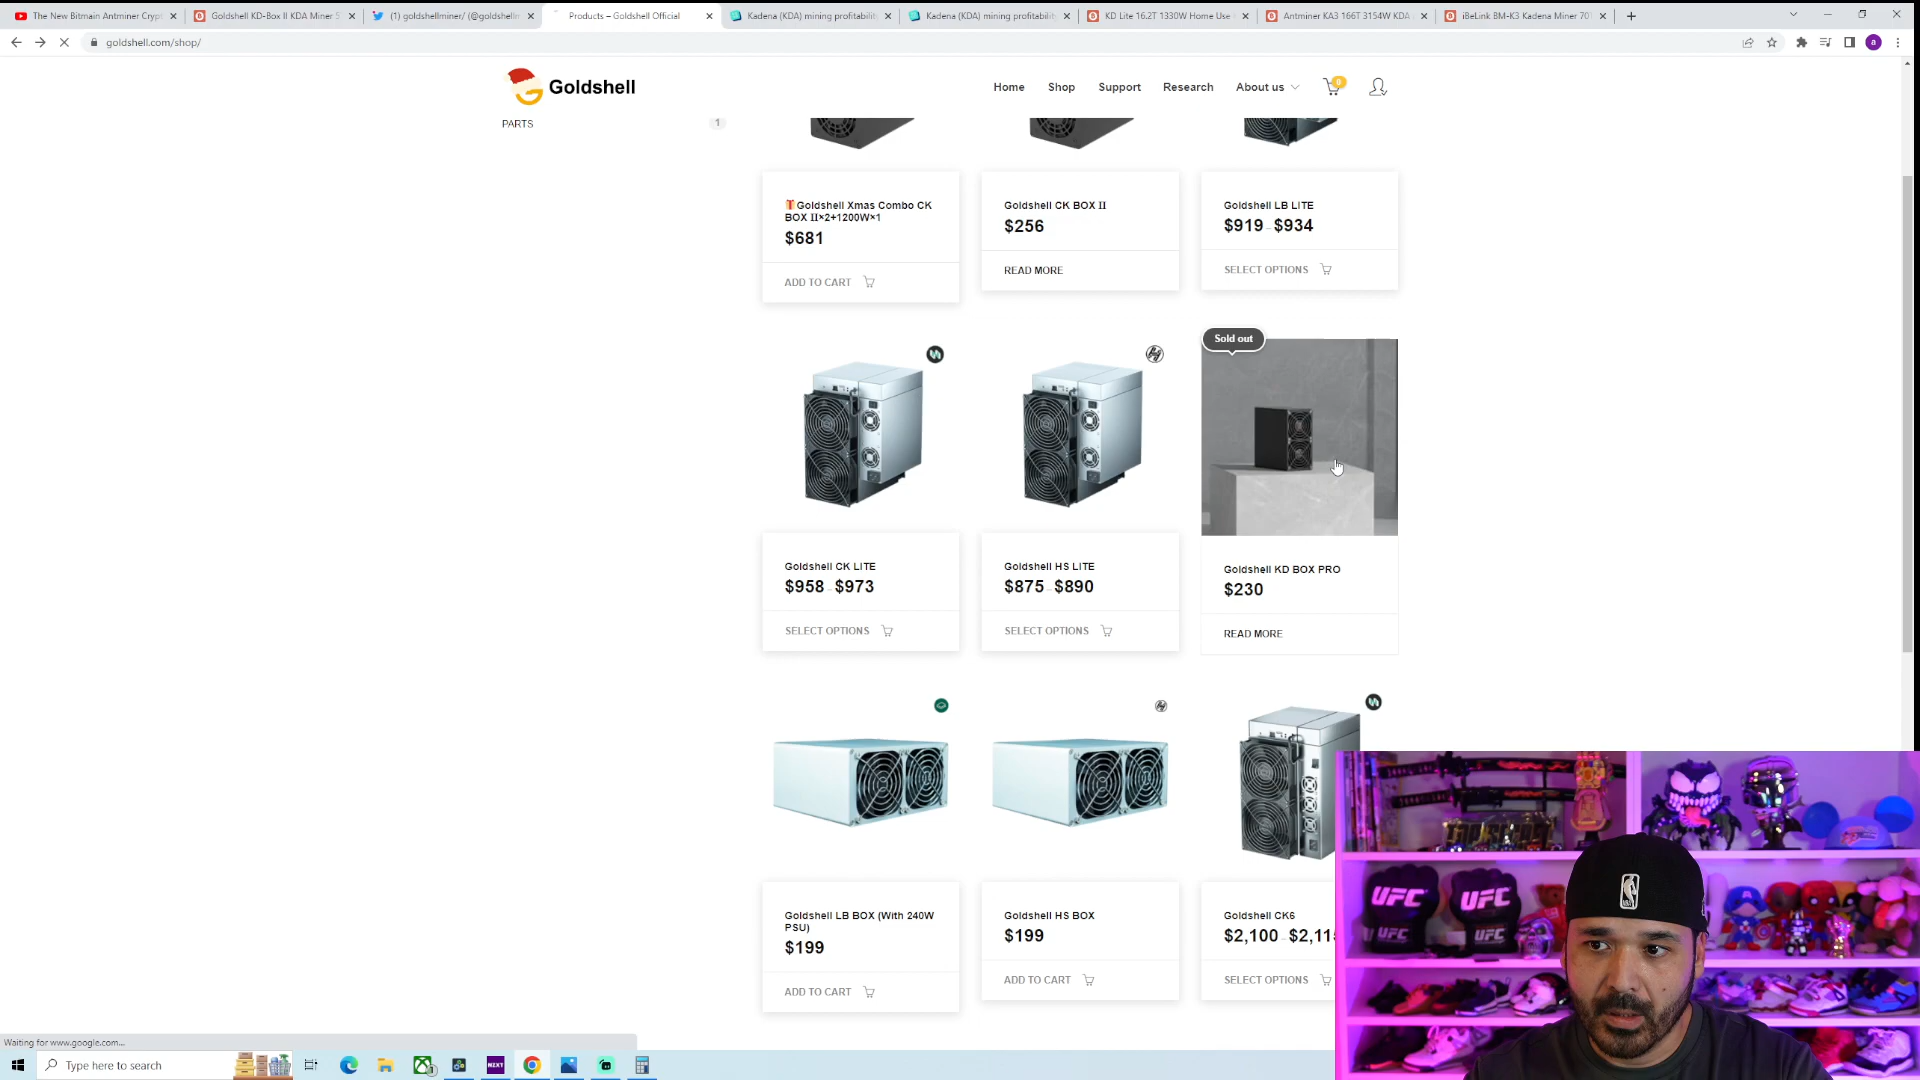 The New Bitmain Antminer Cryp
Goldshell KD-Box II KDA Miner 5
(1) goldshellminer/ (@goldshellm
Products – Goldshell Official
Kadena (KDA) mining profitabilit
Kadena (KDA) mining profitabilit
KD Lite 16.2T 1330W Home Use
Antminer KA3 166T 3154W KDA
iBeLink BM-K3 Kadena Miner 70
goldshell.com/shop/
a
Goldshell
Home
Shop
Support
Research
About us
0
PARTS
1
Goldshell Xmas Combo CK
BOX II×2+1200W×1
$681
ADD TO CART
Goldshell CK BOX II
$256
READ MORE
Goldshell LB LITE
$919 – $934
SELECT OPTIONS
Sold out
Goldshell CK LITE
$958 – $973
SELECT OPTIONS
Goldshell HS LITE
$875 – $890
SELECT OPTIONS
Goldshell KD BOX PRO
$230
READ MORE
Goldshell LB BOX (With 240W
PSU)
$199
ADD TO CART
Goldshell HS BOX
$199
ADD TO CART
Goldshell CK6
$2,100 – $2,115
SELECT OPTIONS
UFC
UFC
Waiting for www.google.com...
Type here to search
NZXT